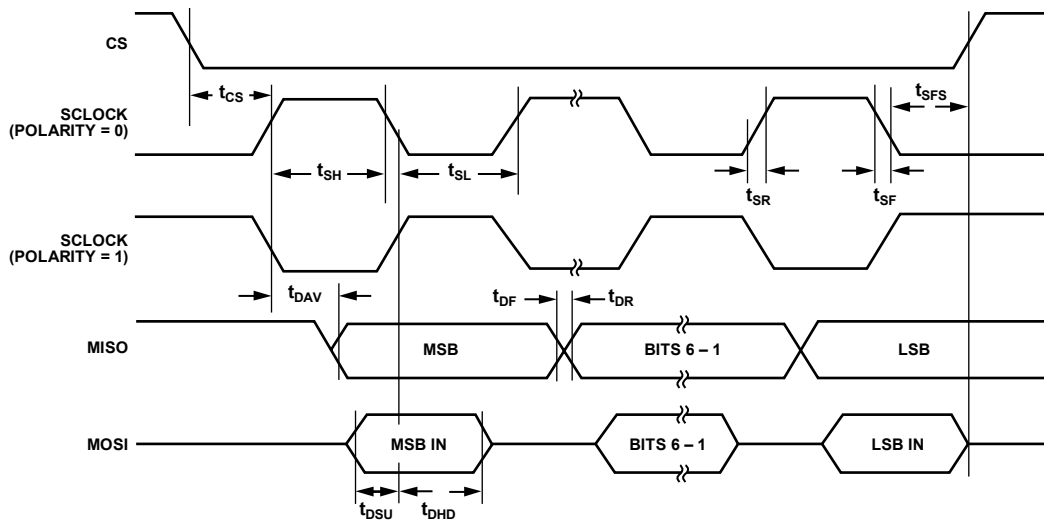 CS
tCS
tSFS
SCLOCK
(POLARITY = 0)
tSH
tSL
tSR
tSF
SCLOCK
(POLARITY = 1)
tDAV
tDF
tDR
MISO
MSB
BITS 6 – 1
LSB
MOSI
MSB IN
BITS 6 – 1
LSB IN
tDSU
tDHD